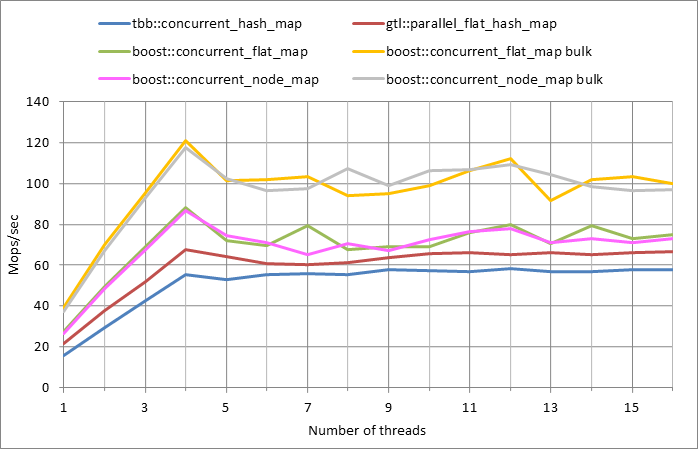 tbb::concurrent_hash_map gtl::parallel_flat_hash_map
boost::concurrent_flat_map boost::concurrent_flat_map bulk
boost::concurrent_node_map boost::concurrent_node_map bulk
140
120
100
80
60
40
20
0
Mops/sec
1 3 5 7 9 11 13 15
Number of threads